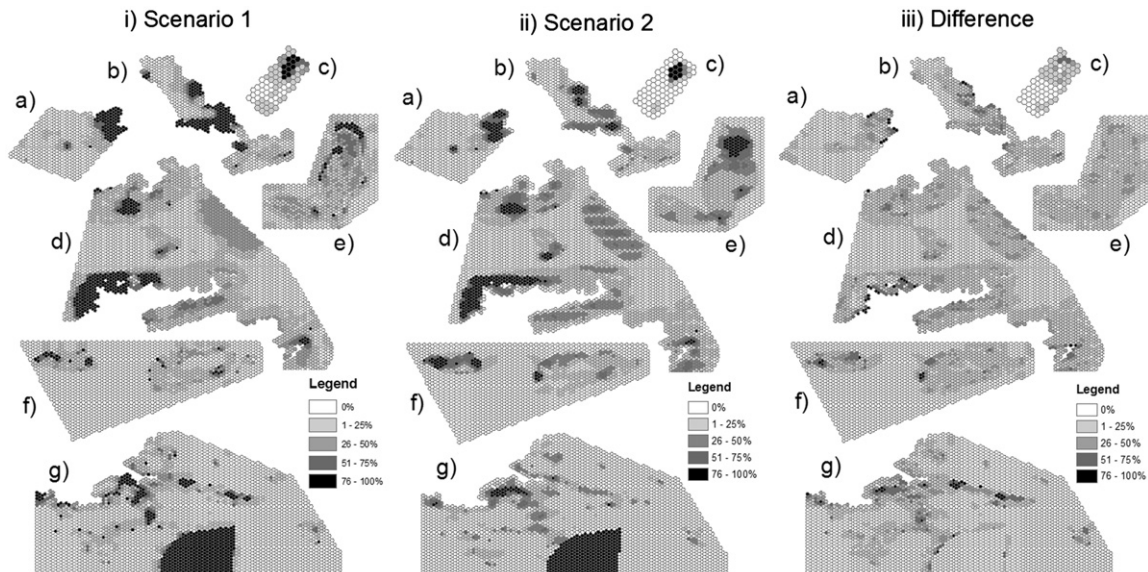 i) Scenario 1
ii) Scenario 2
iii) Difference
a)
b)
c)
d)
e)
f)
g)
Legend
0%
1 - 25%
26 - 50%
51 - 75%
76 - 100%
a)
b)
c)
d)
e)
f)
g)
Legend
0%
1 - 25%
26 - 50%
51 - 75%
76 - 100%
a)
b)
c)
d)
e)
f)
g)
Legend
0%
1 - 25%
26 - 50%
51 - 75%
76 - 100%